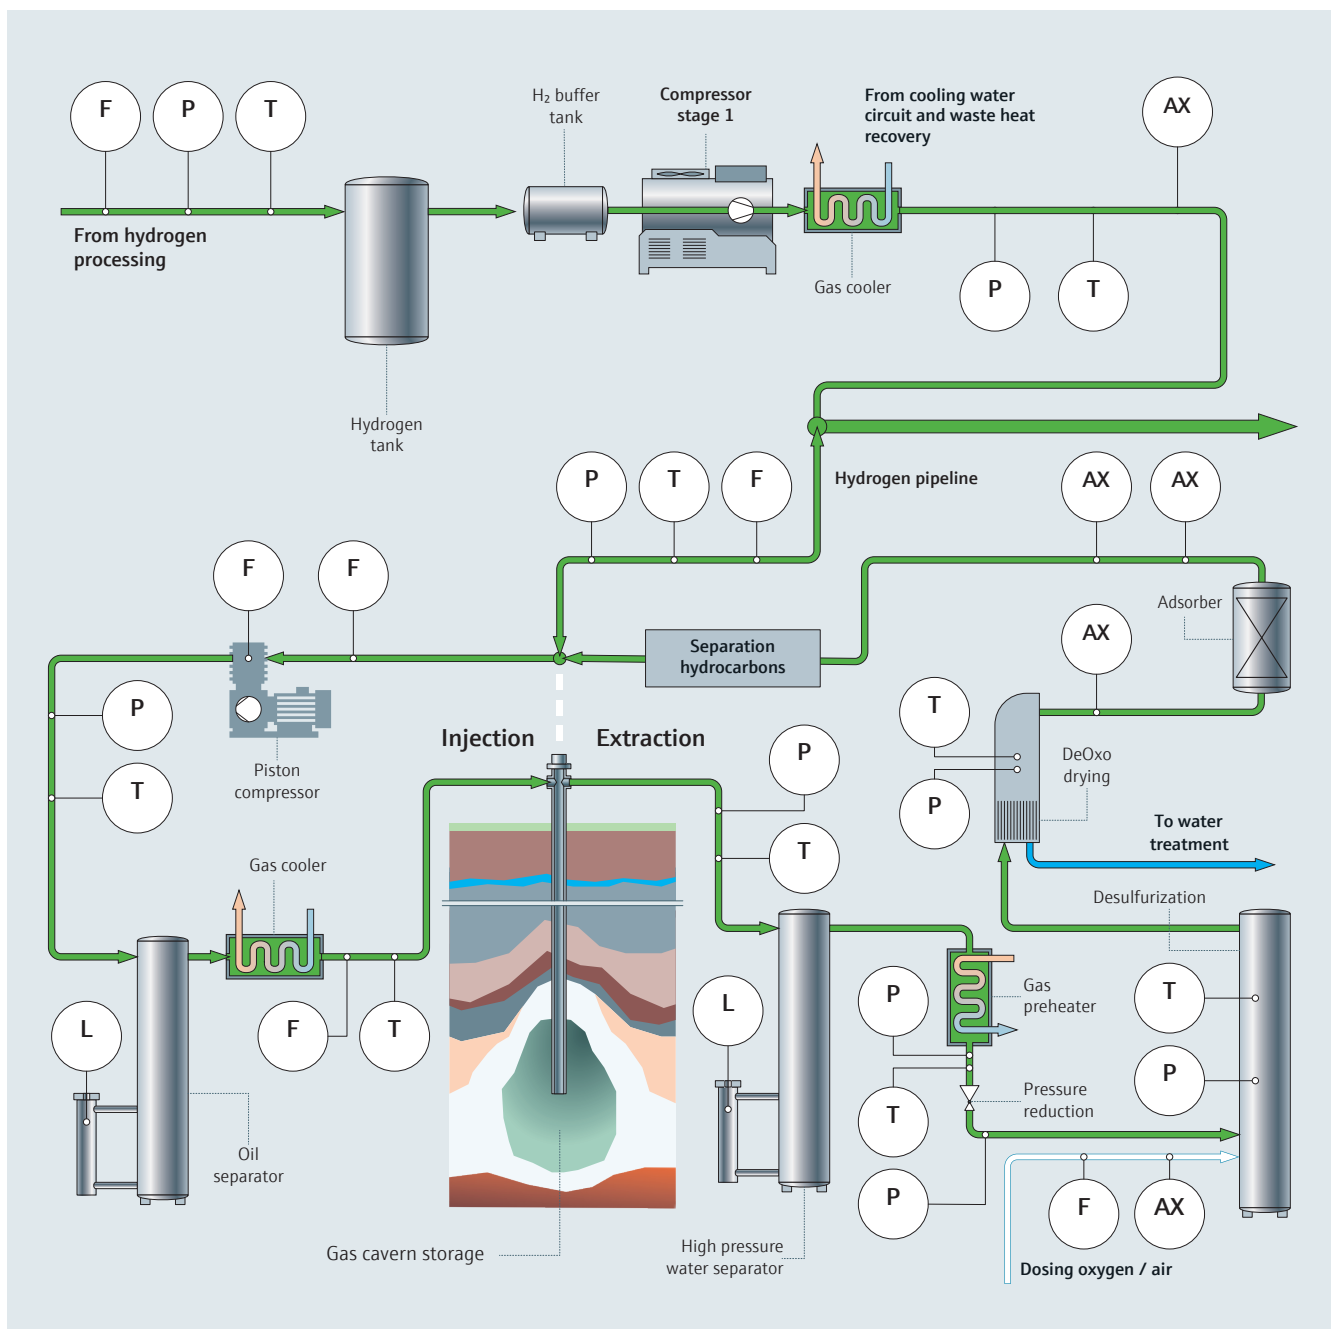 F
P
T
H₂ buffer
tank
Compressor
stage 1
From cooling water
circuit and waste heat
recovery
AX
From hydrogen
processing
Gas cooler
P
T
Hydrogen
tank
P
T
F
Hydrogen pipeline
AX
AX
F
F
Adsorber
AX
Separation
hydrocarbons
P
T
Piston
compressor
Injection
Extraction
P
T
T
P
DeOxo
drying
To water
treatment
Gas cooler
Desulfurization
L
F
T
L
P
T
P
Gas
preheater
Pressure
reduction
T
P
Oil
separator
F
AX
Gas cavern storage
High pressure
water separator
Dosing oxygen / air